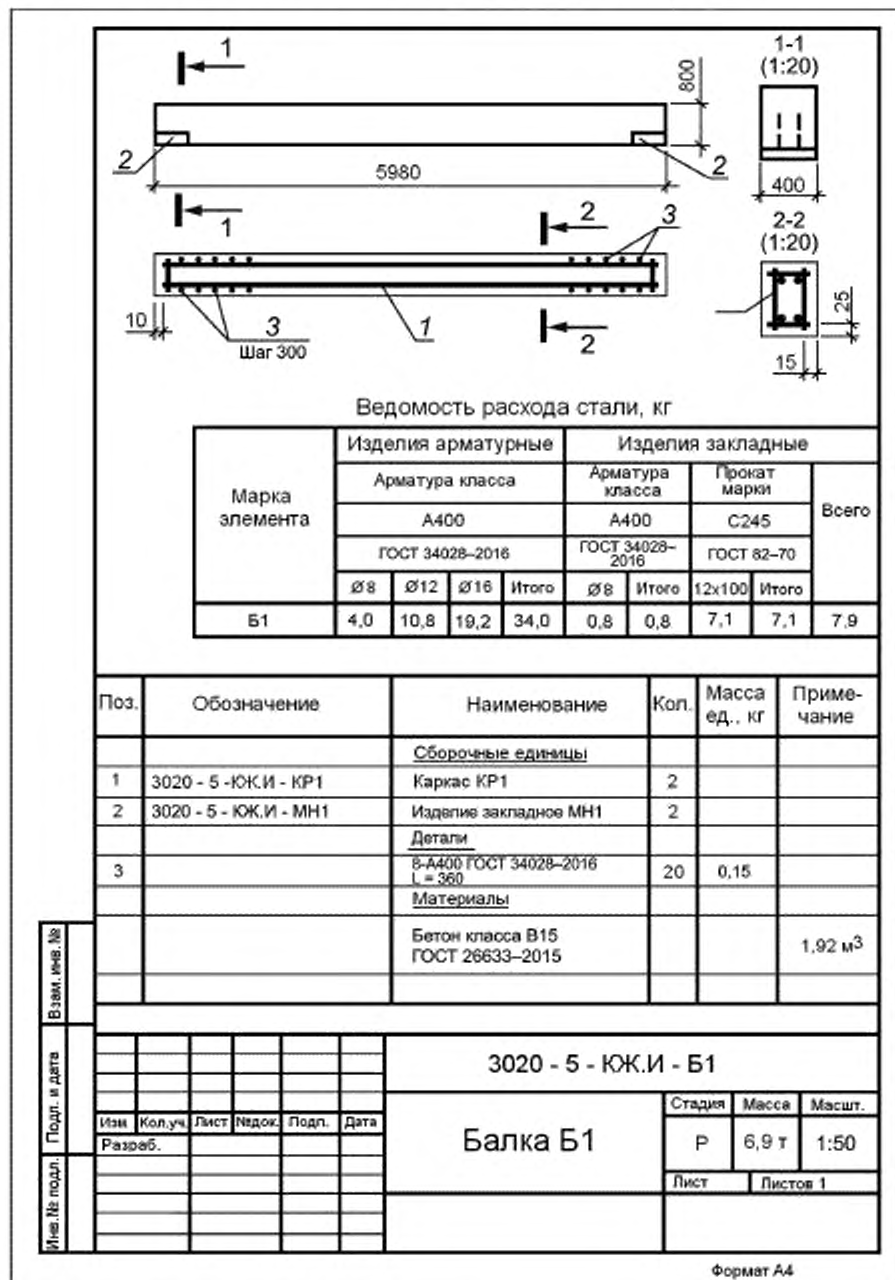 1
1-1
(1:20)
800
2
5980
2
400
1
2
3
2-2
(1:20)
10
3
Шаг 300
1
2
25
15
Ведомость расхода стали, кг
Марка элемента
Изделия арматурные
Изделия закладные
Арматура класса
Арматура класса
Прокат марки
Всего
А400
А400
С245
ГОСТ 34028–2016
ГОСТ 34028–2016
ГОСТ 82–70
Ø8 Ø12 Ø16 Итого Ø8 Итого 12х100 Итого
Б1 4,0 10,8 19,2 34,0 0,8 0,8 7,1 7,1 7,9
Поз. Обозначение Наименование Кол. Масса ед., кг Приме-чание
Сборочные единицы
1 3020 - 5 -КЖ.И - КР1 Каркас КР1 2
2 3020 - 5 - КЖ.И - МН1 Изделие закладное МН1 2
Детали
3 8-А400 ГОСТ 34028–2016 20 0,15
L = 360
Материалы
Бетон класса В15
ГОСТ 26633–2015
1,92 м3
Взам. инв. №
Подп. и дата
Инв.№ подл.
3020 - 5 - КЖ.И - Б1
Изм. Кол.уч. Лист №док. Подп. Дата
Разраб.
Балка Б1
Стадия Масса Масшт.
Р 6,9 т 1:50
Лист Листов 1
Формат А4